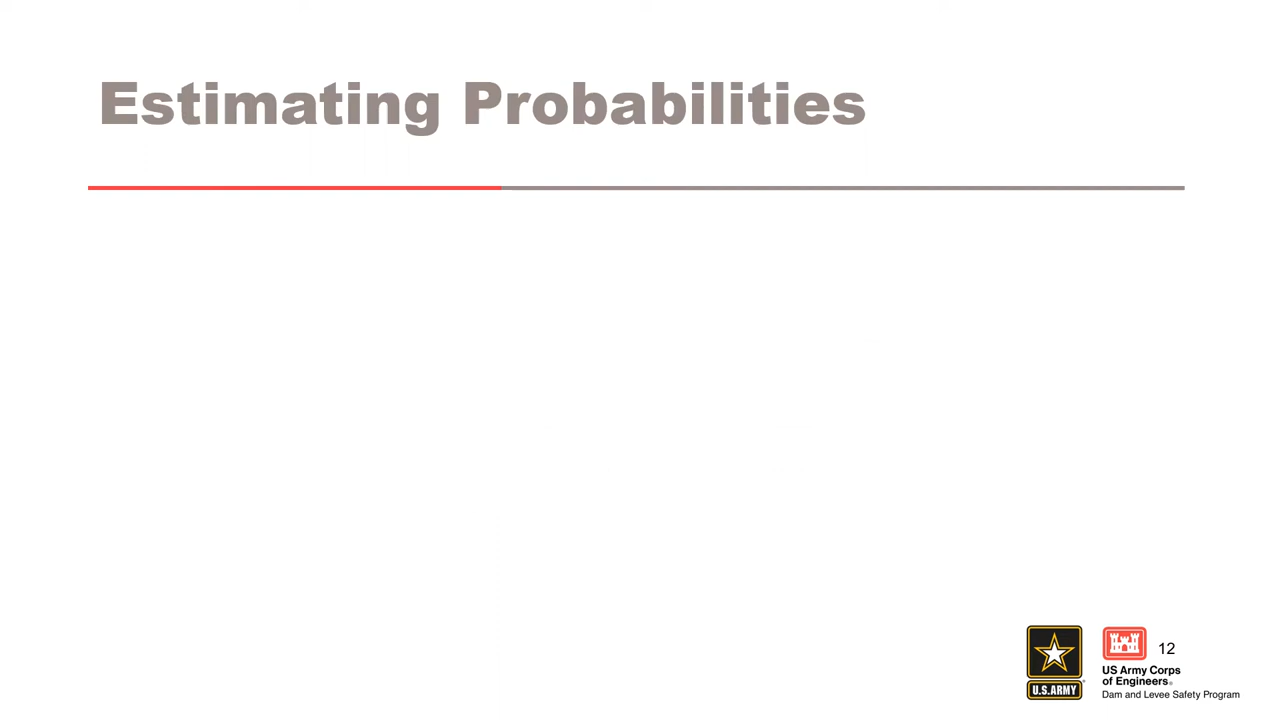 Estimating Probabilities
12
U.S.ARMY
US Army Corps
of Engineers®
Dam and Levee Safety Program